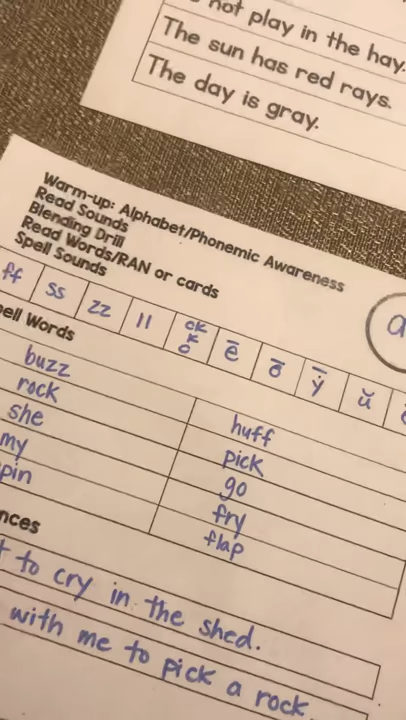 not play in the hay.
The sun has red rays.
The day is gray.
Warm-up: Alphabet/Phonemic Awareness
Read Sounds
Blending Drill
Read Words/RAN or cards
Spell Sounds
ff ss zz ll ck k c ē ō ȳ ŭ
Words
buzz huff
rock pick
she go
my fry
pin flap
to cry in the shed.
with me to pick a rock.